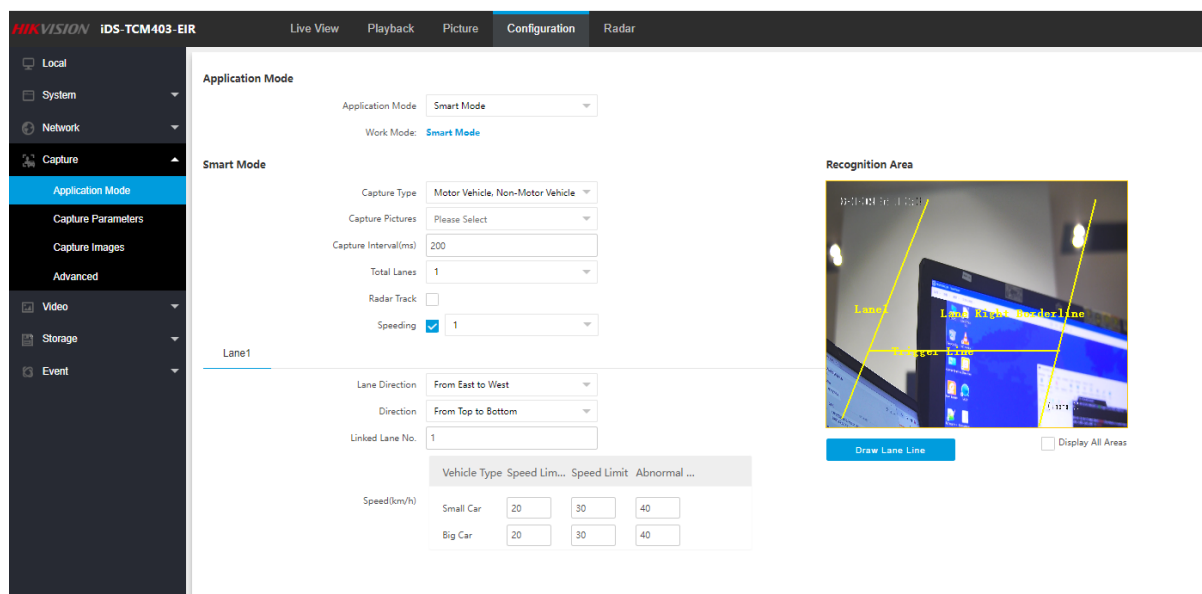 HIKVISION iDS-TCM403-EIR Live View Playback Picture Configuration Radar
Local
System
Network
Capture
Application Mode
Capture Parameters
Capture Images
Advanced
Video
Storage
Event
Application Mode
Application Mode Smart Mode
Work Mode: Smart Mode
Smart Mode
Capture Type Motor Vehicle, Non-Motor Vehicle
Capture Pictures Please Select
Capture Interval(ms) 200
Total Lanes 1
Radar Track
Speeding 1
Lane1
Lane Direction From East to West
Direction From Top to Bottom
Linked Lane No. 1
Vehicle Type Speed Lim... Speed Limit Abnormal ...
Speed(km/h)
Small Car 20 30 40
Big Car 20 30 40
Recognition Area
Lane1
Lane Right Borderline
Trigger Line
Draw Lane Line
Display All Areas